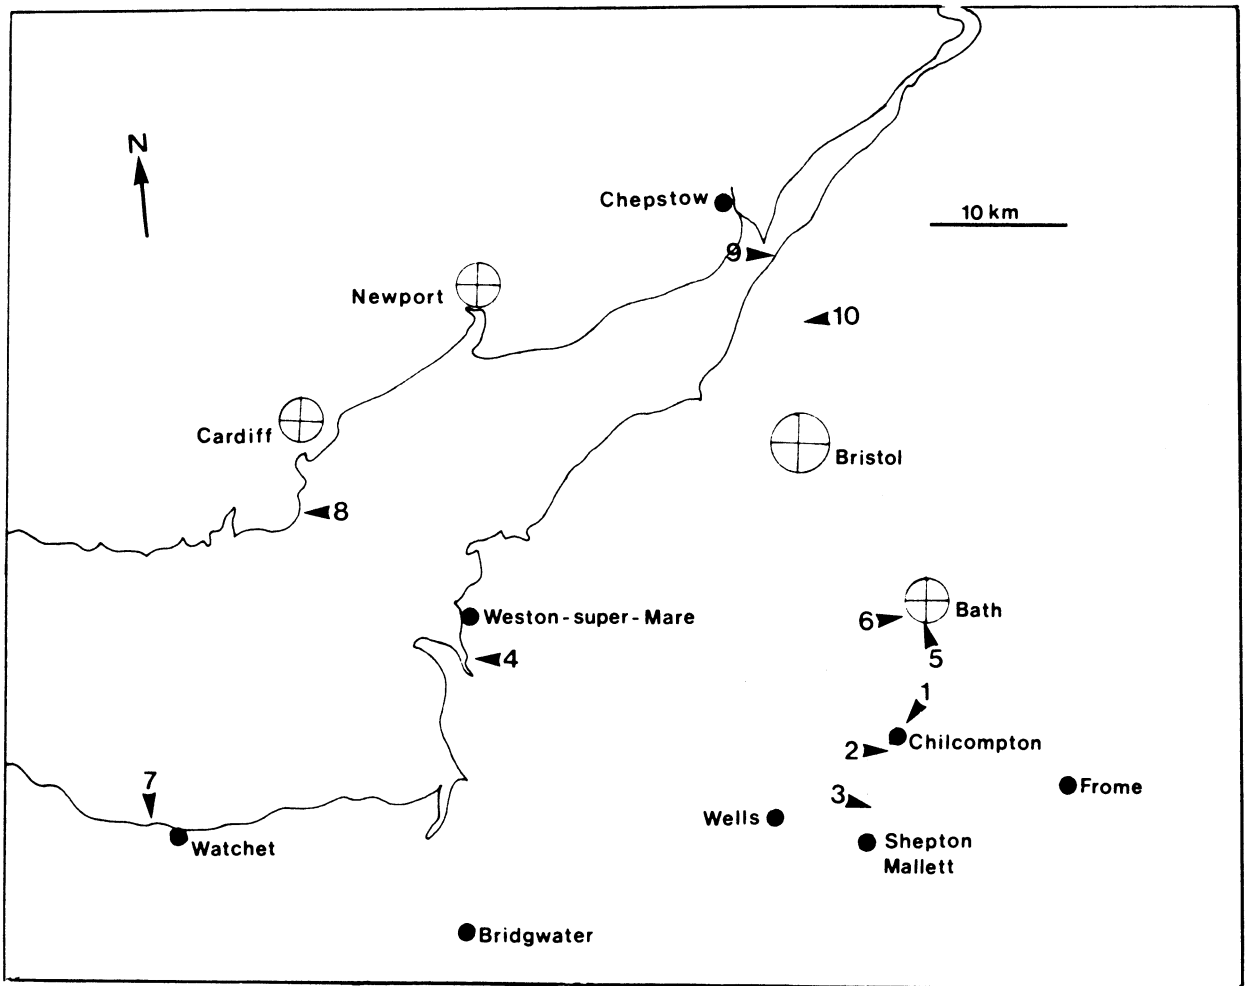 N
Chepstow
10 km
9
Newport
10
Cardiff
Bristol
8
Weston-super-Mare
Bath
6
4
5
1
Chilcompton
2
7
3
Frome
Wells
Watchet
Shepton
Mallett
Bridgwater